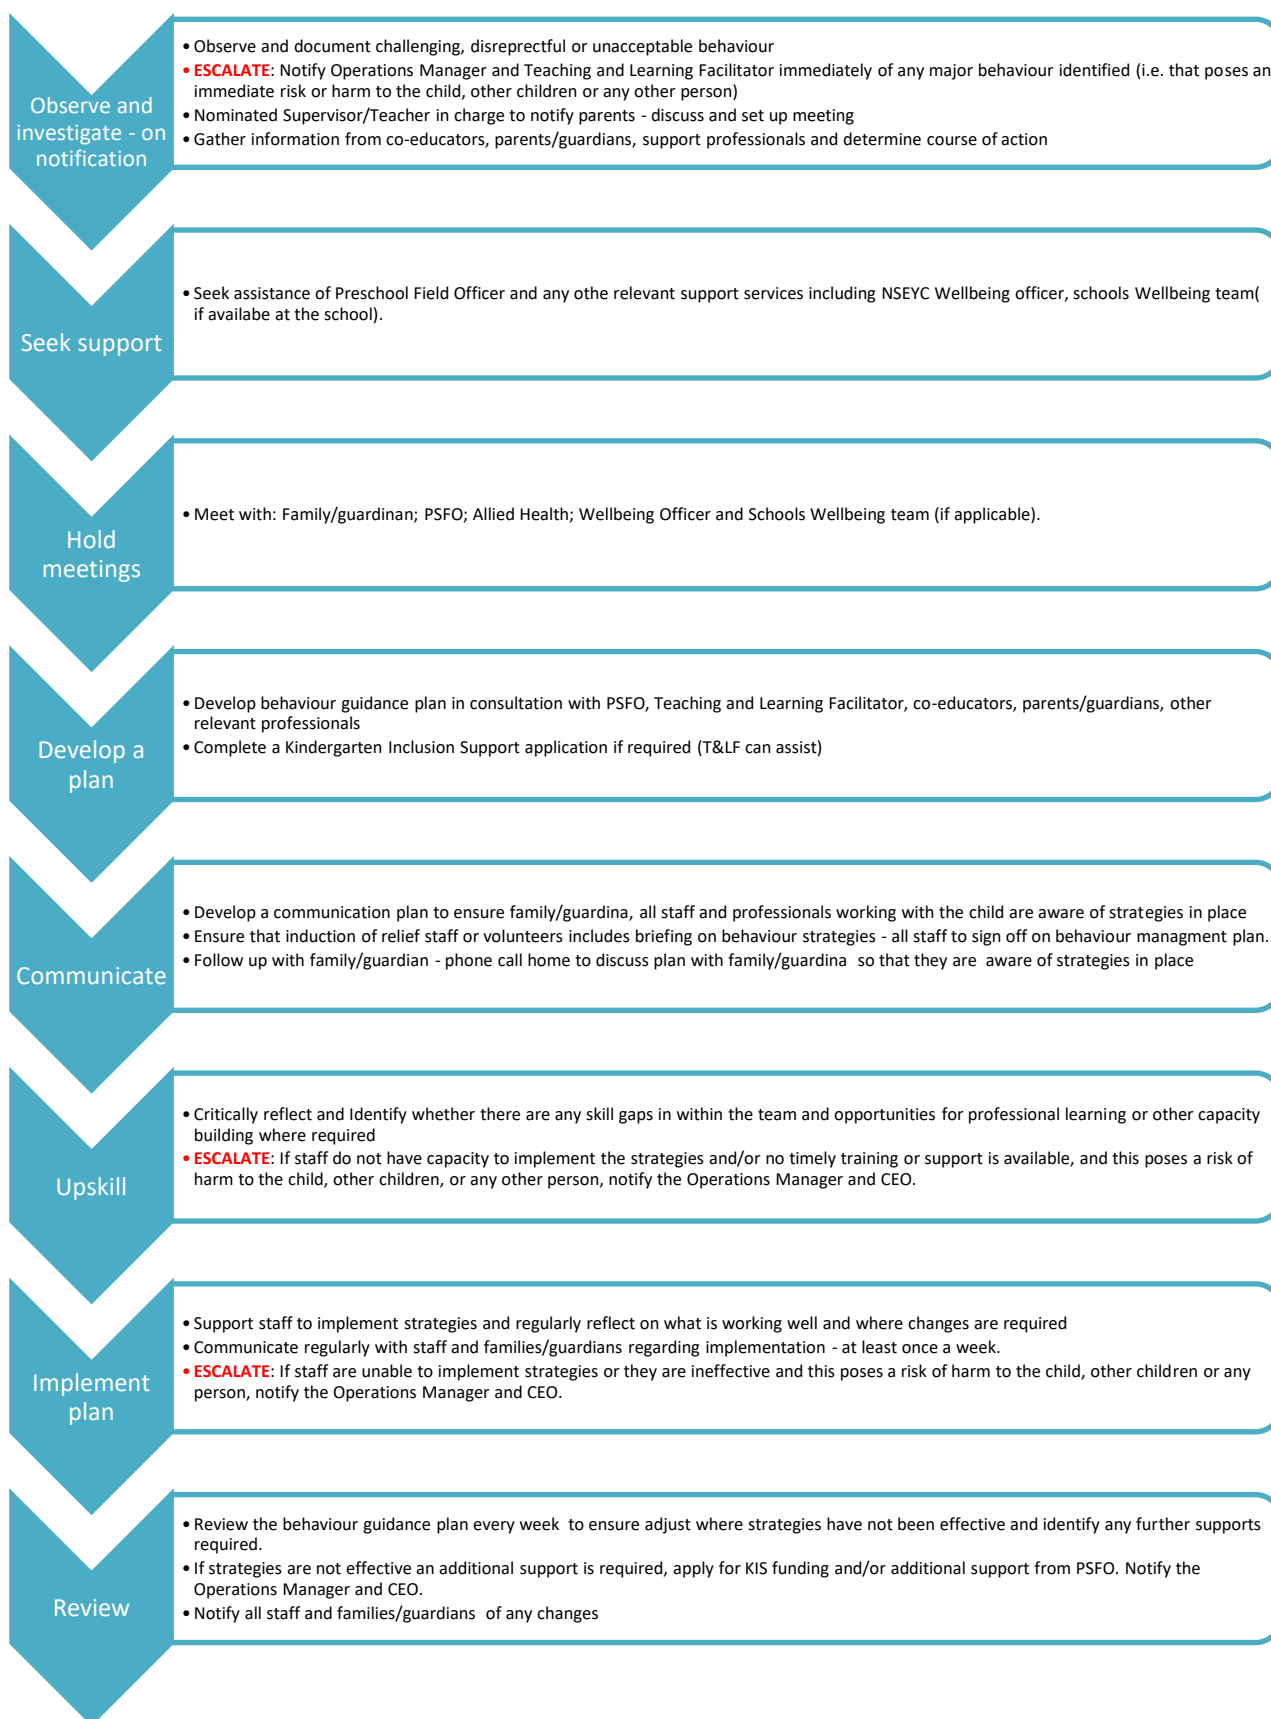 Observe and
investigate - on
notification
• Observe and document challenging, disreprectful or unacceptable behaviour
• ESCALATE: Notify Operations Manager and Teaching and Learning Facilitator immediately of any major behaviour identified (i.e. that poses an
immediate risk or harm to the child, other children or any other person)
• Nominated Supervisor/Teacher in charge to notify parents - discuss and set up meeting
• Gather information from co-educators, parents/guardians, support professionals and determine course of action
Seek support
• Seek assistance of Preschool Field Officer and any othe relevant support services including NSEYC Wellbeing officer, schools Wellbeing team(
if availabe at the school).
Hold
meetings
• Meet with: Family/guardinan; PSFO; Allied Health; Wellbeing Officer and Schools Wellbeing team (if applicable).
Develop a
plan
• Develop behaviour guidance plan in consultation with PSFO, Teaching and Learning Facilitator, co-educators, parents/guardians, other
relevant professionals
• Complete a Kindergarten Inclusion Support application if required (T&LF can assist)
Communicate
• Develop a communication plan to ensure family/guardina, all staff and professionals working with the child are aware of strategies in place
• Ensure that induction of relief staff or volunteers includes briefing on behaviour strategies - all staff to sign off on behaviour managment plan.
• Follow up with family/guardian - phone call home to discuss plan with family/guardina  so that they are  aware of strategies in place
Upskill
• Critically reflect and Identify whether there are any skill gaps in within the team and opportunities for professional learning or other capacity
building where required
• ESCALATE: If staff do not have capacity to implement the strategies and/or no timely training or support is available, and this poses a risk of
harm to the child, other children, or any other person, notify the Operations Manager and CEO.
Implement
plan
• Support staff to implement strategies and regularly reflect on what is working well and where changes are required
• Communicate regularly with staff and families/guardians regarding implementation - at least once a week.
• ESCALATE: If staff are unable to implement strategies or they are ineffective and this poses a risk of harm to the child, other children or any
person, notify the Operations Manager and CEO.
Review
• Review the behaviour guidance plan every week  to ensure adjust where strategies have not been effective and identify any further supports
required.
• If strategies are not effective an additional support is required, apply for KIS funding and/or additional support from PSFO. Notify the
Operations Manager and CEO.
• Notify all staff and families/guardians  of any changes